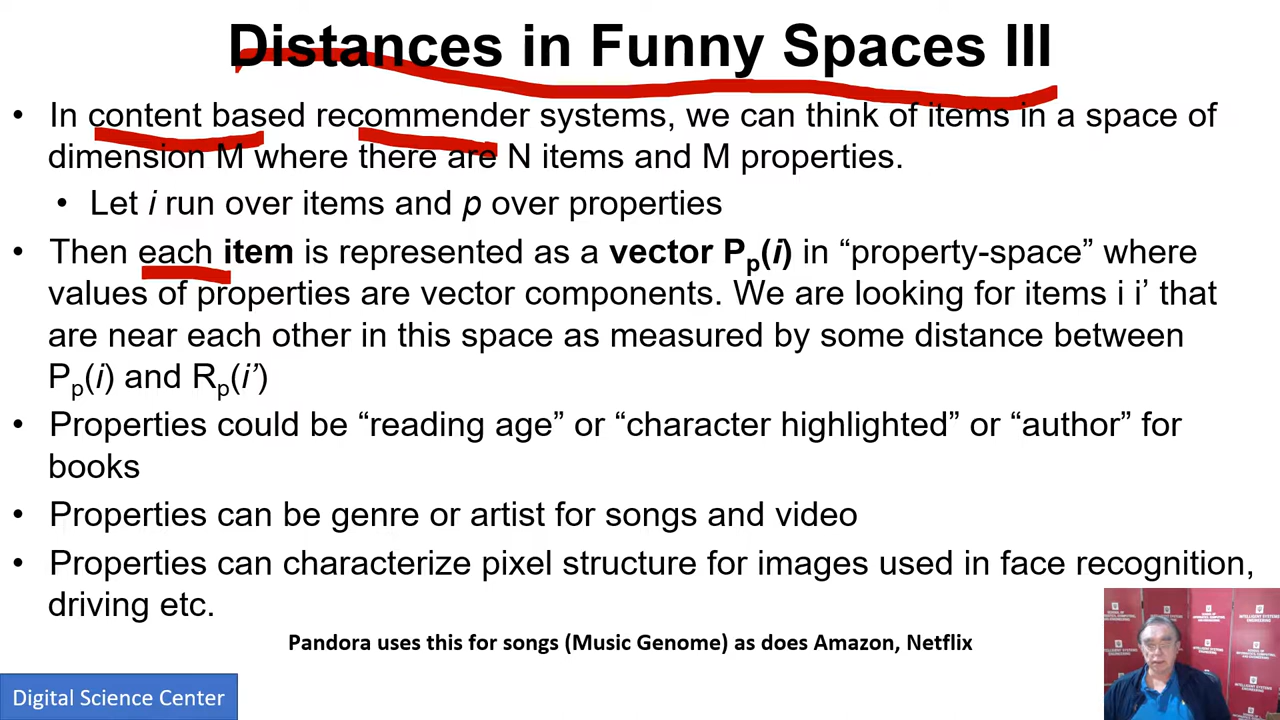 Distances in Funny Spaces III
• In content based recommender systems, we can think of items in a space of
dimension M where there are N items and M properties.
• Let i run over items and p over properties
• Then each item is represented as a vector Pp(i) in “property-space” where
values of properties are vector components. We are looking for items i i’ that
are near each other in this space as measured by some distance between
Pp(i) and Rp(i’)
• Properties could be “reading age” or “character highlighted” or “author” for
books
• Properties can be genre or artist for songs and video
• Properties can characterize pixel structure for images used in face recognition,
driving etc.
Pandora uses this for songs (Music Genome) as does Amazon, Netflix
Digital Science Center